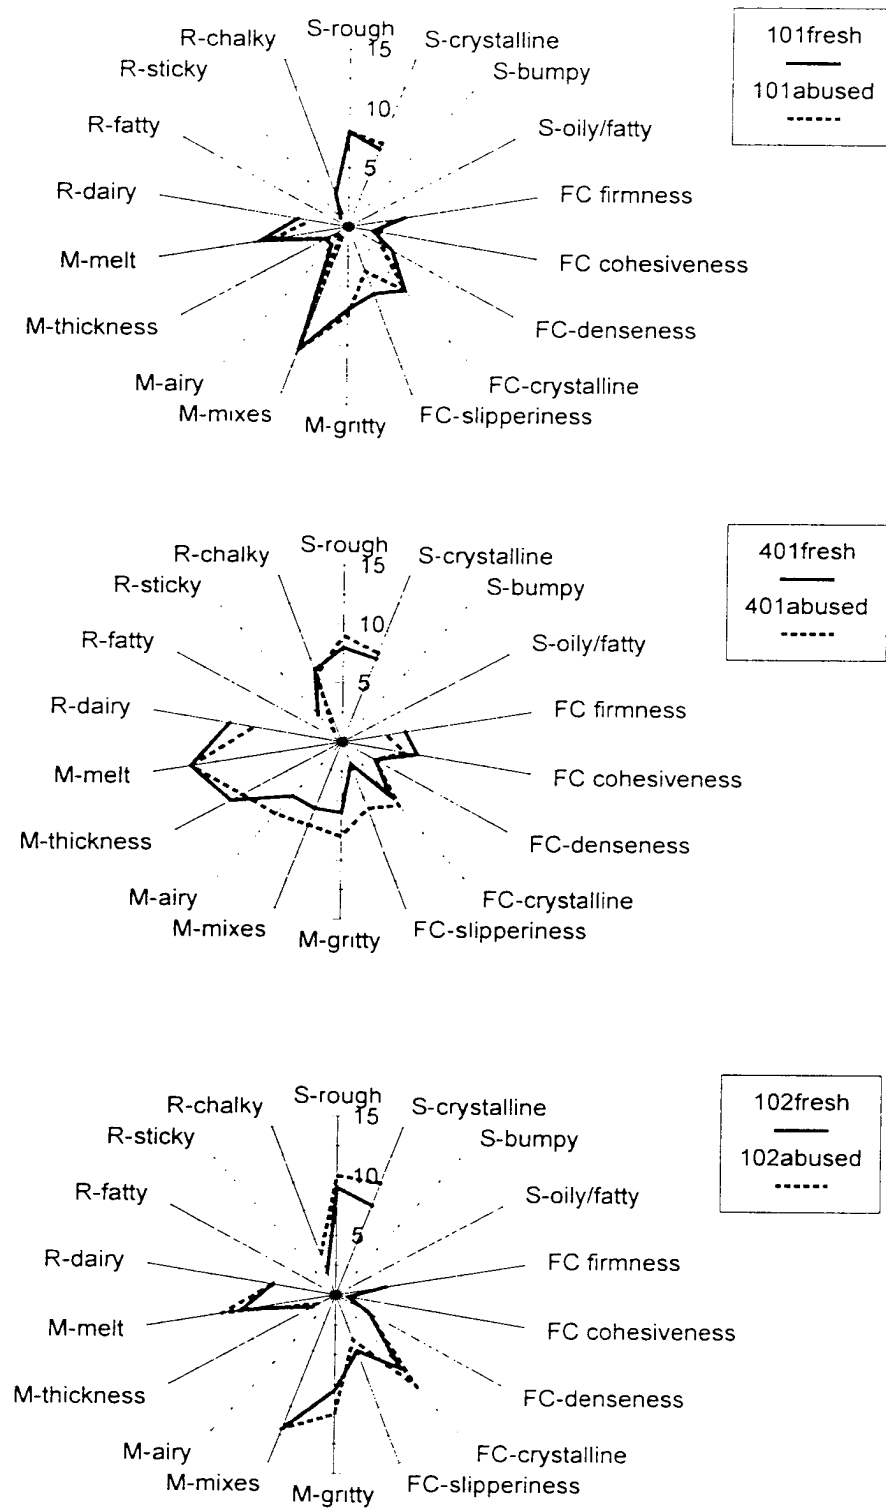 S-rough
15
R-chalky
S-crystalline
R-sticky
S-bumpy
10
R-fatty
S-oily/fatty
5
R-dairy
FC firmness
M-melt
FC cohesiveness
M-thickness
FC-denseness
M-airy
FC-crystalline
M-mixes
FC-slipperiness
M-gritty
101fresh
101abused
S-rough
15
R-chalky
S-crystalline
R-sticky
S-bumpy
10
R-fatty
S-oily/fatty
5
R-dairy
FC firmness
M-melt
FC cohesiveness
M-thickness
FC-denseness
M-airy
FC-crystalline
M-mixes
FC-slipperiness
M-gritty
401fresh
401abused
S-rough
15
R-chalky
S-crystalline
R-sticky
S-bumpy
10
R-fatty
S-oily/fatty
5
R-dairy
FC firmness
M-melt
FC cohesiveness
M-thickness
FC-denseness
M-airy
FC-crystalline
M-mixes
FC-slipperiness
M-gritty
102fresh
102abused